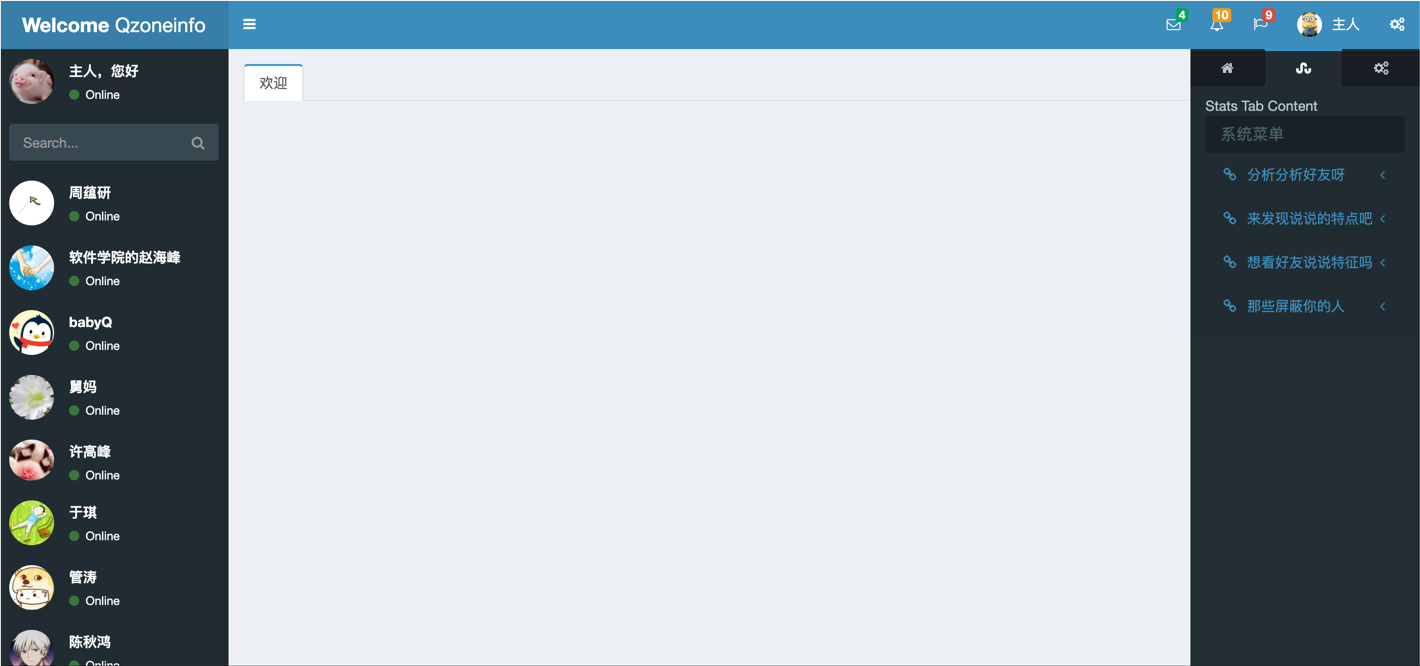 Welcome Qzoneinfo
4
10
9
主人
主人，您好
Online
Search...
周蕴研
Online
软件学院的赵海峰
Online
babyQ
Online
舅妈
Online
许高峰
Online
于琪
Online
管涛
Online
陈秋鸿
Online
欢迎
Stats Tab Content
系统菜单
分析分析好友呀
来发现说说的特点吧
想看好友说说特征吗
那些屏蔽你的人